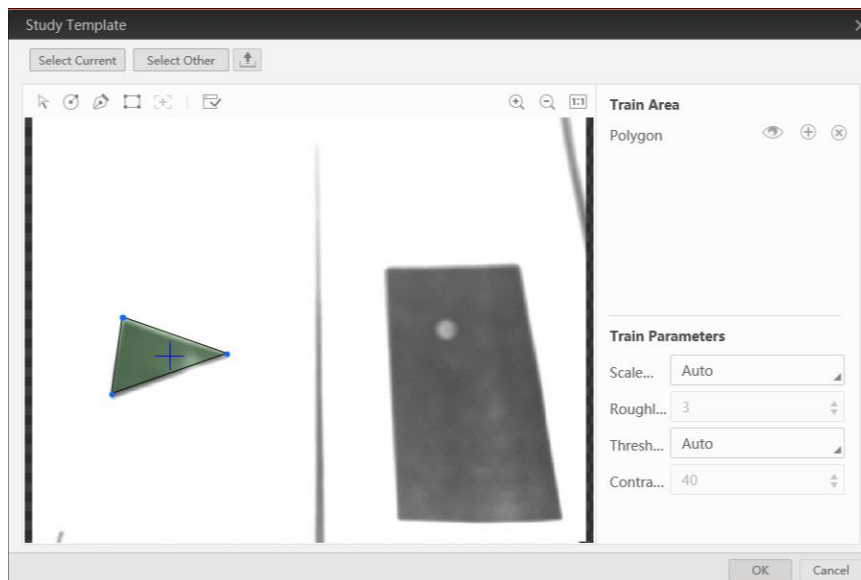 Study Template
Select Current Select Other
1:1
Train Area
Polygon
Train Parameters
Scale... Auto
Roughl... 3
Thresh... Auto
Contra... 40
OK Cancel